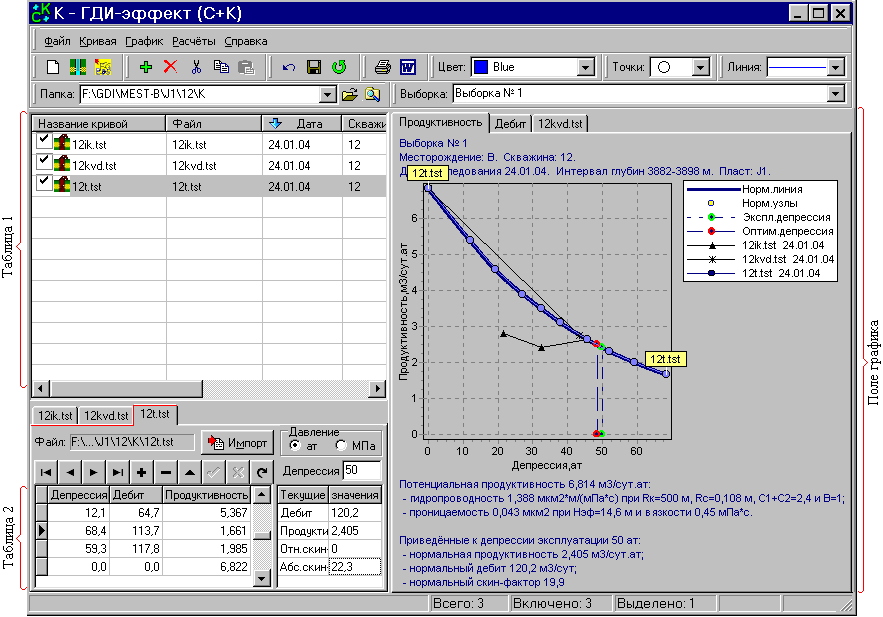 К - ГДИ-эффект (С+К)
Файл Кривая График Расчёты Справка
Цвет: Blue Точки: Линия:
Папка: F:\GDI\MEST-B\J1\12\K Выборка: Выборка № 1
Таблица 1
Название кривой Файл Дата Скважи
12ik.tst 12ik.tst 24.01.04 12
12kvd.tst 12kvd.tst 24.01.04 12
12t.tst 12t.tst 24.01.04 12
12ik.tst 12kvd.tst 12t.tst
Файл: F:\...\J1\12\K\12t.tst Импорт
Давление
ат МПа
Депрессия 50
Таблица 2
Депрессия Дебит Продуктивность
12,1 64,7 5,367
68,4 113,7 1,661
59,3 117,8 1,985
0,0 0,0 6,822
Текущие значения
Дебит 120,2
Продукти 2,405
Отн.скин- 0
Абс.скин- 22,3
Продуктивность Дебит 12kvd.tst
Выборка № 1
Месторождение: В. Скважина: 12.
следования 24.01.04. Интервал глубин 3882-3898 м. Пласт: J1.
12t.tst
Норм.линия
Норм.узлы
Экспл.депрессия
Оптим.депрессия
12ik.tst 24.01.04
12kvd.tst 24.01.04
12t.tst 24.01.04
Продуктивность,м3/сут.ат
6
5
4
3
2
1
0
12t.tst
0 10 20 30 40 50 60
Депрессия,ат
Потенциальная продуктивность 6,814 м3/сут.ат:
- гидропроводность 1,388 мкм2*м/(мПа*с) при Rк=500 м, Rc=0,108 м, C1+C2=2,4 и В=1;
- проницаемость 0,043 мкм2 при Нэф=14,6 м и вязкости 0,45 мПа*с.
Приведённые к депрессии эксплуатации 50 ат:
- нормальная продуктивность 2,405 м3/сут.ат;
- нормальный дебит 120,2 м3/сут;
- нормальный скин-фактор 19,9
Поле графика
Всего: 3 Включено: 3 Выделено: 1